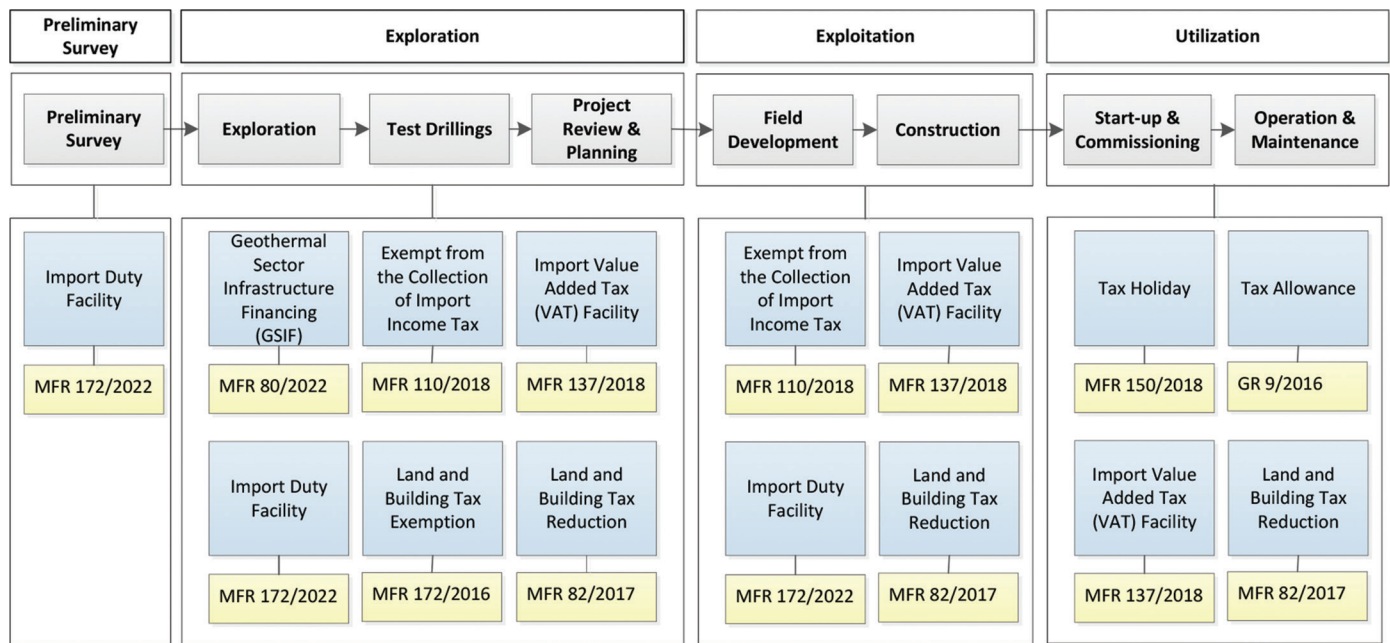 Preliminary
Survey
Exploration
Exploitation
Utilization
Preliminary
Survey
Exploration
Test Drillings
Project
Review &
Planning
Field
Development
Construction
Start-up &
Commissioning
Operation &
Maintenance
Import Duty
Facility
MFR 172/2022
Geothermal
Sector
Infrastructure
Financing
(GSIF)
MFR 80/2022
Exempt from
the Collection
of Import
Income Tax
MFR 110/2018
Import Value
Added Tax
(VAT) Facility
MFR 137/2018
Import Duty
Facility
MFR 172/2022
Land and
Building Tax
Exemption
MFR 172/2016
Land and
Building Tax
Reduction
MFR 82/2017
Exempt from
the Collection
of Import
Income Tax
MFR 110/2018
Import Value
Added Tax
(VAT) Facility
MFR 137/2018
Import Duty
Facility
MFR 172/2022
Land and
Building Tax
Reduction
MFR 82/2017
Tax Holiday
MFR 150/2018
Tax Allowance
GR 9/2016
Import Value
Added Tax
(VAT) Facility
MFR 137/2018
Land and
Building Tax
Reduction
MFR 82/2017